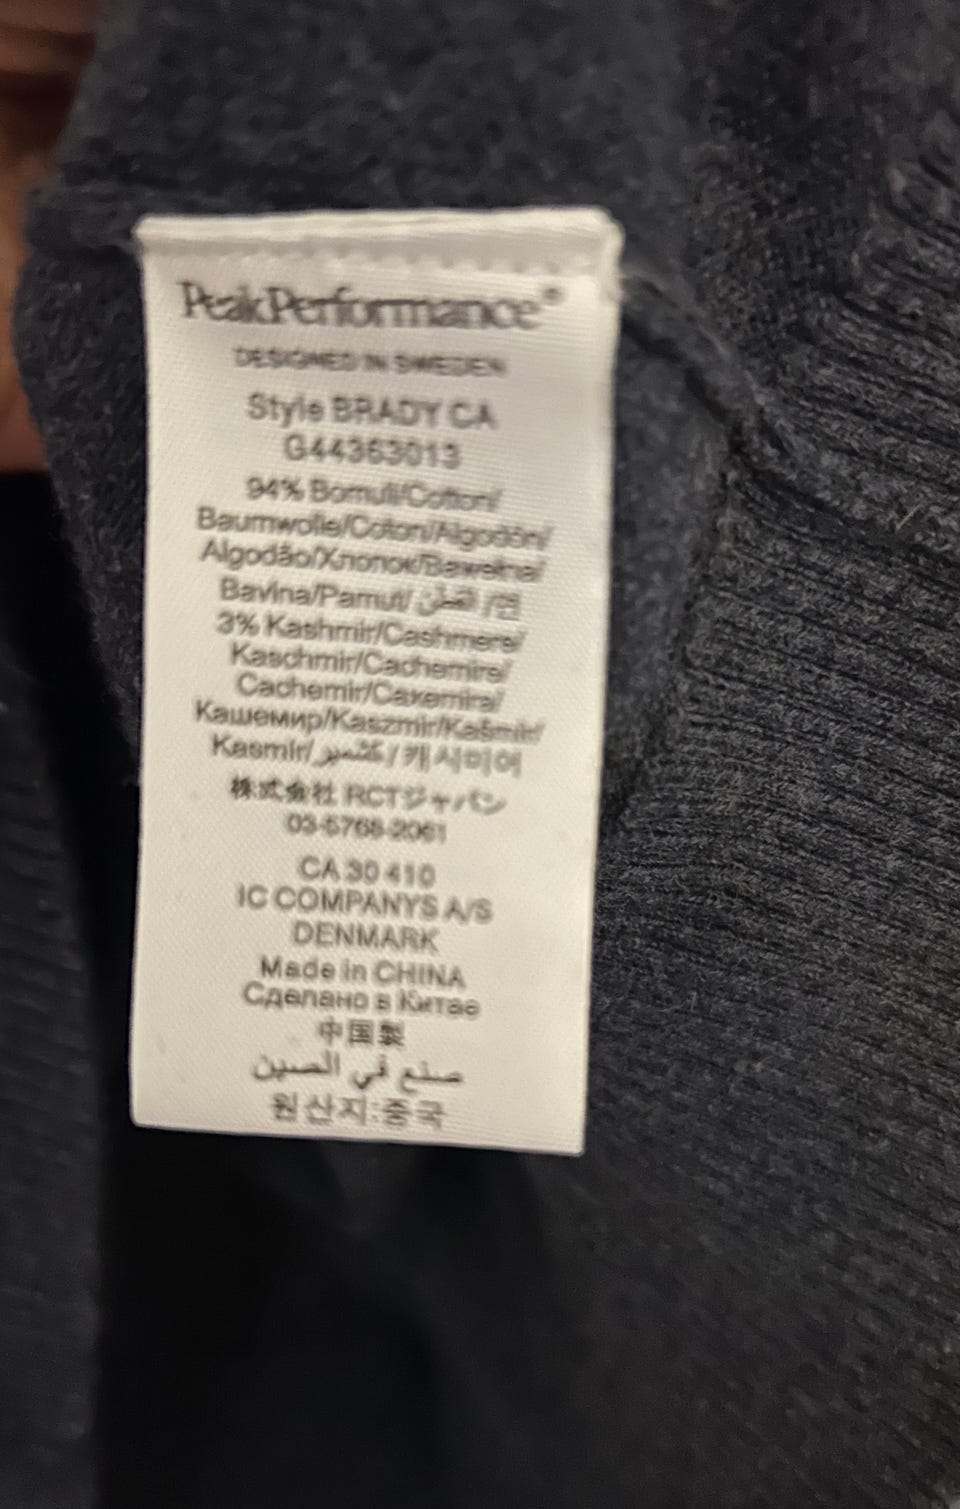 PeakPerformance®
DESIGNED IN SWEDEN
Style BRADY CA
G44363013
94% Bomull/Cotton/
Baumwolle/Coton/Algodón/
Algodão/Хлопок/Bawełna/
Bavlna/Pamut/ القطن /면
3% Kashmir/Cashmere/
Kaschmir/Cachemire/
Cachemir/Caxemira/
Кашемир/Kaszmir/Kašmír/
Kasmír/ كشمير / 캐시미어
株式会社 RCTジャパン
03-5768-2061
CA 30 410
IC COMPANYS A/S
DENMARK
Made in CHINA
Сделано в Китае
中国製
صنع في الصين
원산지:중국